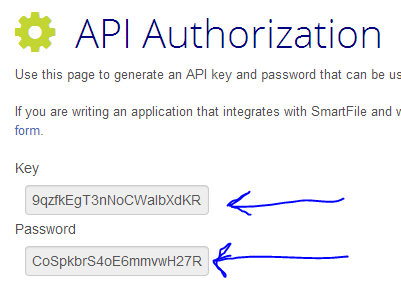 API Authorization
Use this page to generate an API key and password that can be us
If you are writing an application that integrates with SmartFile and w
form.
Key
9qzfkEgT3nNoCWalbXdKR
Password
CoSpkbrS4oE6mmvwH27R